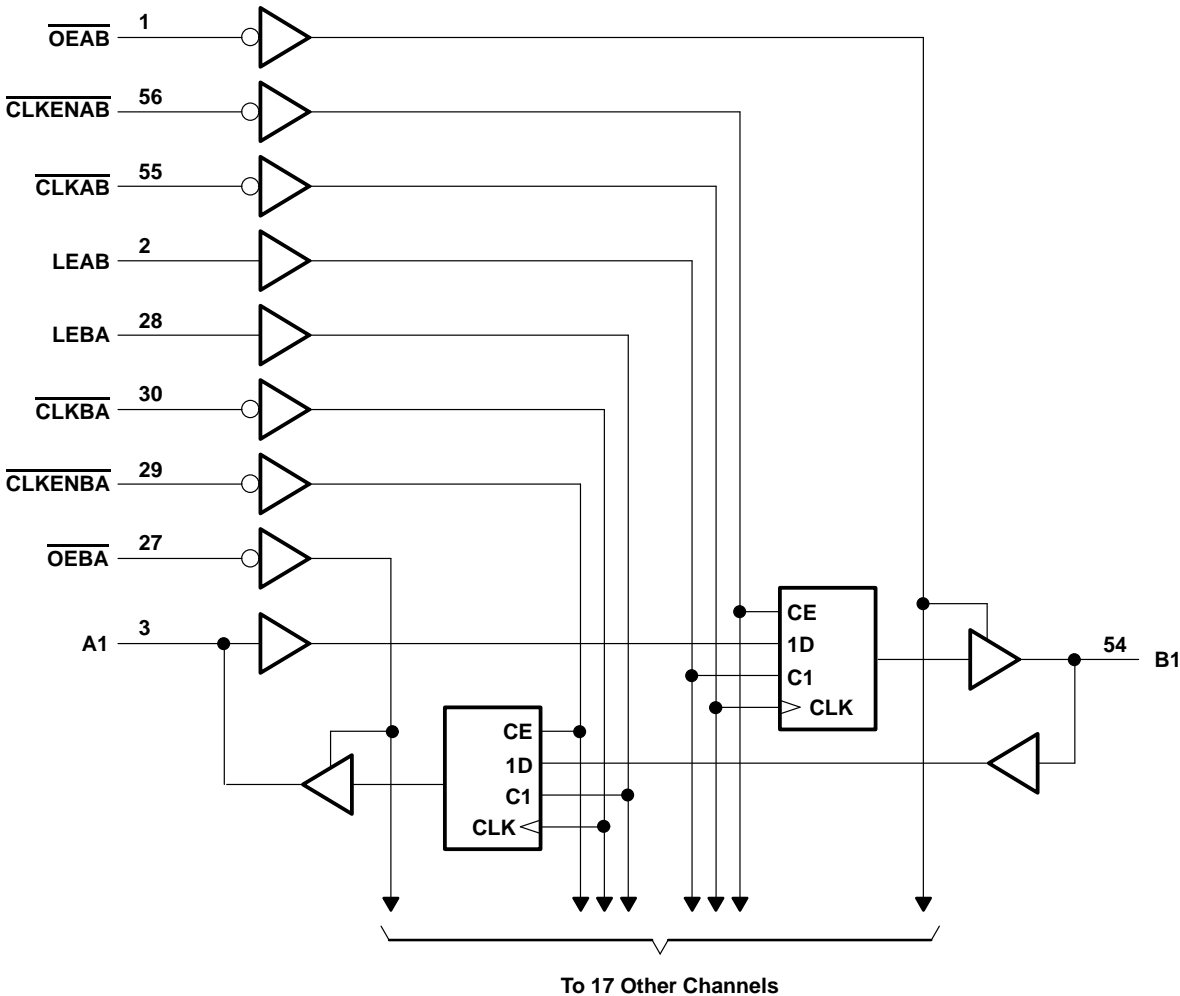 OEAB 1
CLKENAB 56
CLKAB 55
LEAB 2
LEBA 28
CLKBA 30
CLKENBA 29
OEBA 27
A1 3
CE
1D
C1
CLK
54 B1
CE
1D
C1
CLK
To 17 Other Channels